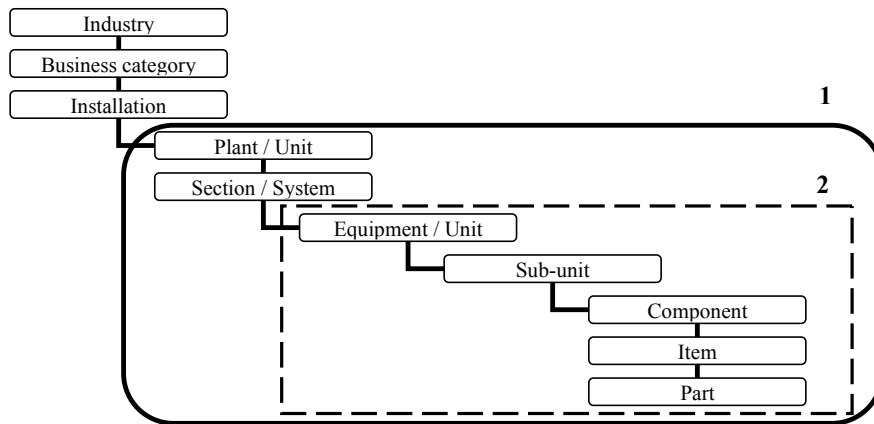 Industry
Business category
Installation
1
Plant / Unit
Section / System
2
Equipment / Unit
Sub-unit
Component
Item
Part